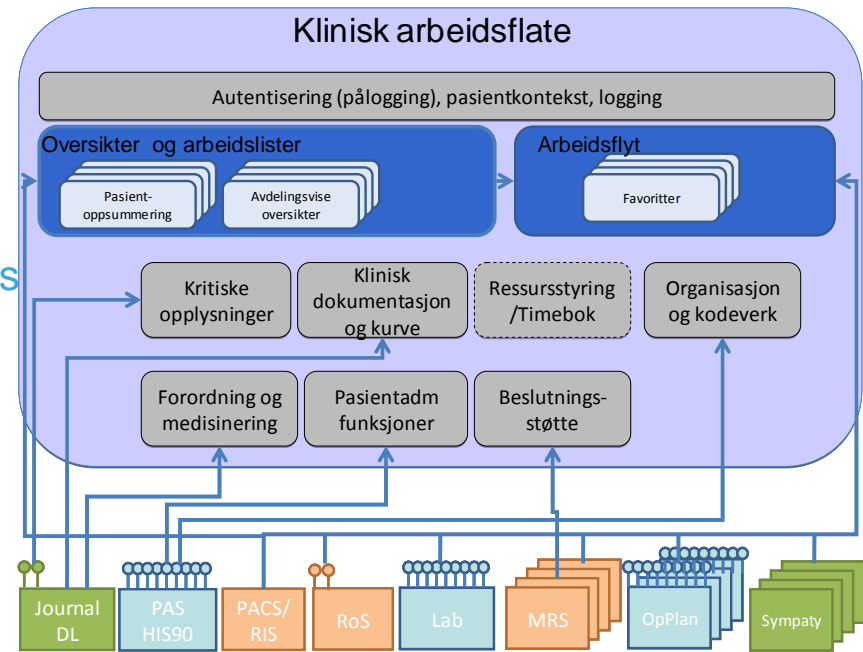 Klinisk arbeidsflate
Autentisering (pålogging), pasientkontekst, logging
Oversikter og arbeidslister
Arbeidsflyt
Pasient-
oppsummering
Avdelingsvise
oversikter
Favoritter
s
Kritiske
opplysninger
Klinisk
dokumentasjon
og kurve
Ressursstyring
/Timebok
Organisasjon
og kodeverk
Forordning og
medisinering
Pasientadm
funksjoner
Beslutnings-
støtte
Journal
DL
PAS
HIS90
PACS/
RIS
RoS
Lab
MRS
OpPlan
Sympaty